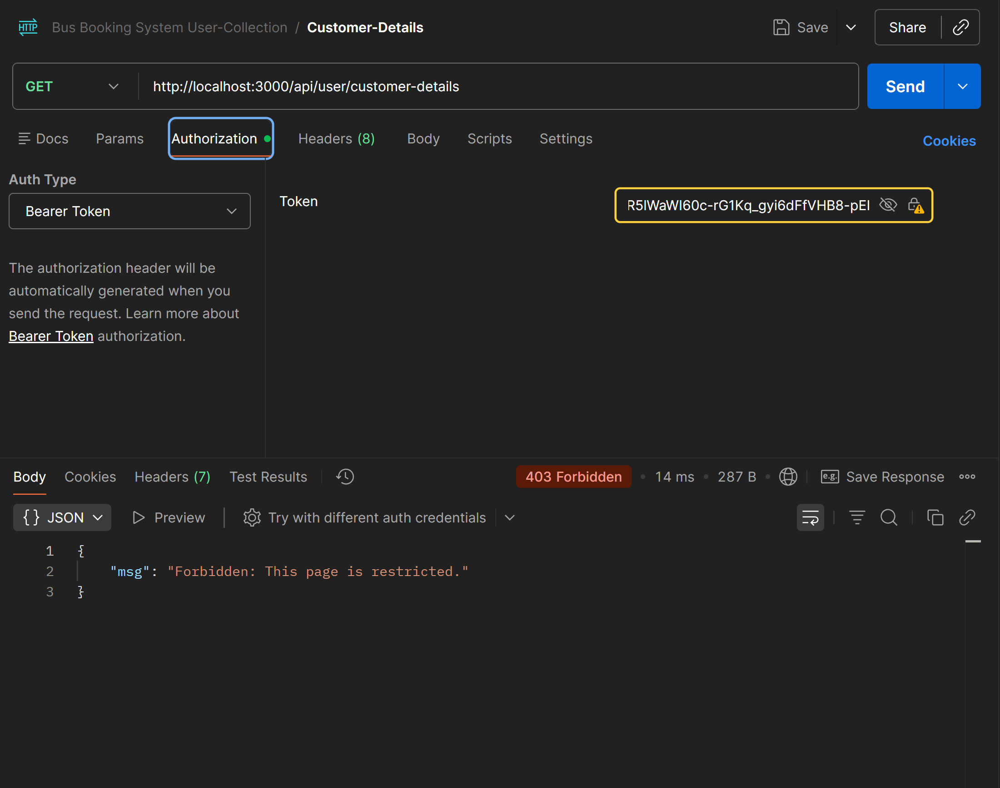 HTTP Bus Booking System User-Collection / Customer-Details Save Share
GET http://localhost:3000/api/user/customer-details Send
Docs Params Authorization Headers (8) Body Scripts Settings Cookies
Auth Type
Bearer Token
Token R5lWaWI60c-rG1Kq_gyi6dFfVHB8-pEI
The authorization header will be
automatically generated when you
send the request. Learn more about
Bearer Token authorization.
Body Cookies Headers (7) Test Results 403 Forbidden • 14 ms • 287 B • e.g. Save Response
{} JSON Preview Try with different auth credentials
1 {
2 "msg": "Forbidden: This page is restricted."
3 }